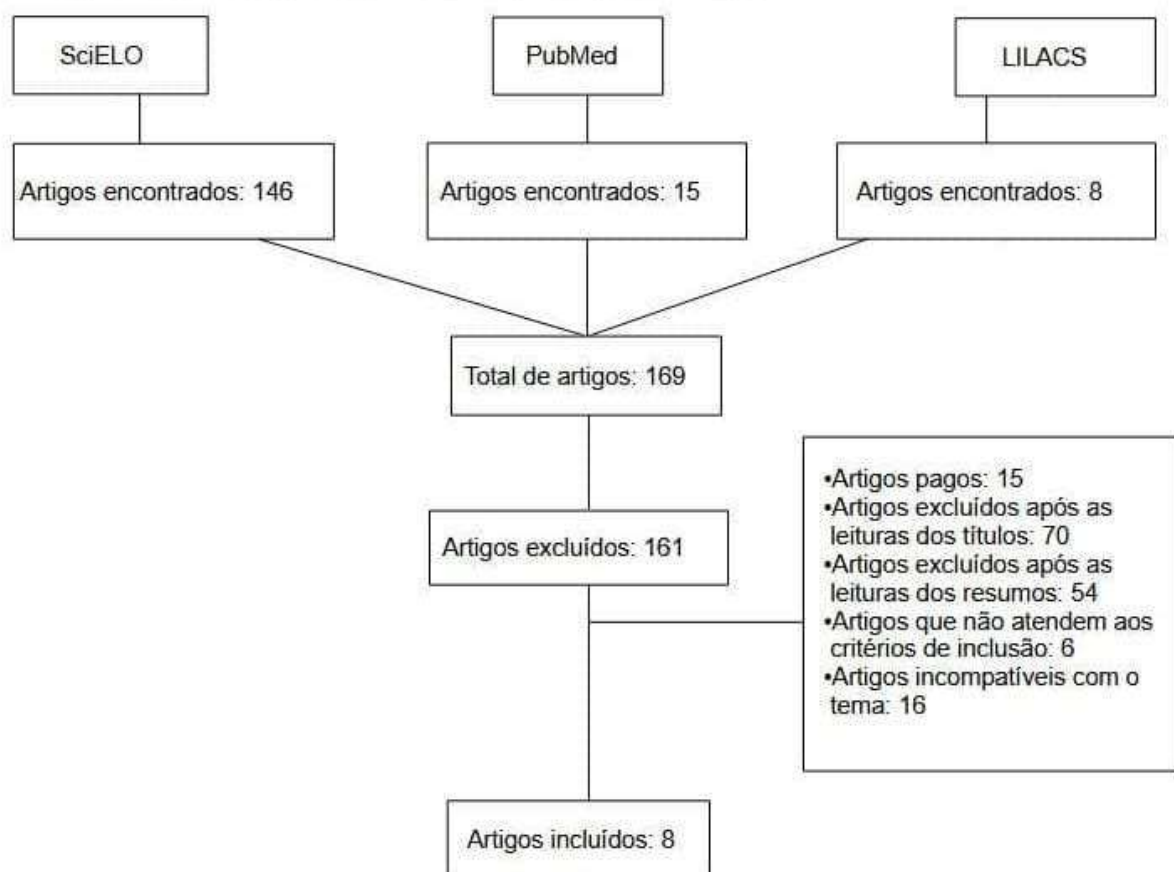 SciELO
PubMed
LILACS
Artigos encontrados: 146
Artigos encontrados: 15
Artigos encontrados: 8
Total de artigos: 169
Artigos excluídos: 161
•Artigos pagos: 15
•Artigos excluídos após as
leituras dos títulos: 70
•Artigos excluídos após as
leituras dos resumos: 54
•Artigos que não atendem aos
critérios de inclusão: 6
•Artigos incompatíveis com o
tema: 16
Artigos incluídos: 8